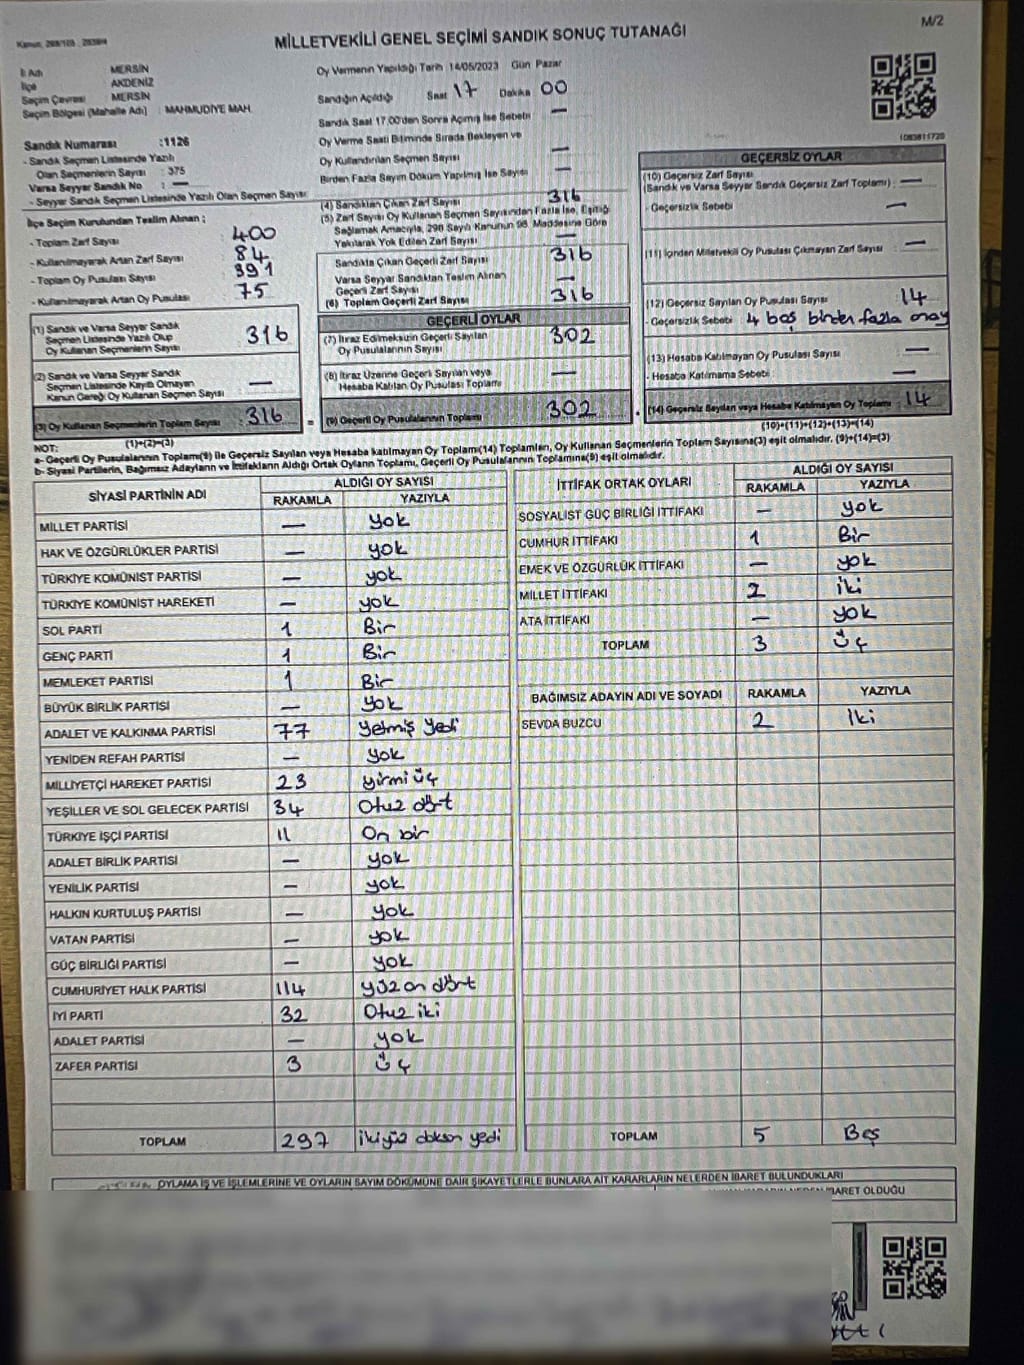 M/2
MİLLETVEKİLİ GENEL SEÇİMİ SANDIK SONUÇ TUTANAĞI
İl Adı : MERSİN
İlçe : AKDENİZ
Seçim Çevresi : MERSİN
Seçim Bölgesi (Mahalle Adı) : MAHMUDİYE MAH.
Sandık Numarası :1126
- Sandık Seçmen Listesinde Yazılı
Olan Seçmenlerin Sayısı : 375
Varsa Seyyar Sandık No : —
- Seyyar Sandık Seçmen Listesinde Yazılı Olan Seçmen Sayısı
Oy Vermenin Yapıldığı Tarih 14/05/2023 Gün Pazar
Sandığın Açıldığı Saat 17 Dakika 00
Sandık Saat 17:00'den Sonra Açımış İse Sebebi —
Oy Verme Saati Bitiminde Sırada Bekleyen ve
Oy Kullandırılan Seçmen Sayısı —
Birden Fazla Sayım Döküm Yapılmış İse Sayısı —
İlçe Seçim Kurulundan Teslim Alınan ;
- Toplam Zarf Sayısı : 400
- Kullanılmayarak Artan Zarf Sayısı : 84
- Toplam Oy Pusulası Sayısı : 391
- Kullanılmayarak Artan Oy Pusulası : 75
(1) Sandık ve Varsa Seyyar Sandık
Seçmen Listesinde Yazılı Olup
Oy Kullanan Seçmenlerin Sayısı : 316
(2) Sandık ve Varsa Seyyar Sandık
Seçmen Listesinde Kayıtlı Olmayan
Kanun Gereği Oy Kullanan Seçmen Sayısı : —
(3) Oy Kullanan Seçmenlerin Toplam Sayısı : 316
(1)+(2)=(3)
(4) Sandıktan Çıkan Zarf Sayısı 316
(5) Zarf Sayısı Oy Kullanan Seçmen Sayısından Fazla İse, Eşitliği
Sağlamak Amacıyla, 298 Sayılı Kanunun 98. Maddesine Göre
Yakılarak Yok Edilen Zarf Sayısı —
Sandıkta Çıkan Geçerli Zarf Sayısı 316
Varsa Seyyar Sandıktan Teslim Alınan
Geçerli Zarf Sayısı —
(6) Toplam Geçerli Zarf Sayısı 316
GEÇERLİ OYLAR
(7) İtiraz Edilmeksizin Geçerli Sayılan
Oy Pusulalarının Sayısı 302
(8) İtiraz Üzerine Geçerli Sayılan veya
Hesaba Katılan Oy Pusulası Toplamı —
= (9) Geçerli Oy Pusulalarının Toplamı 302 +
1083811720
GEÇERSİZ OYLAR
(10) Geçersiz Zarf Sayısı
(Sandık ve Varsa Seyyar Sandık Geçersiz Zarf Toplamı) : —
- Geçersizlik Sebebi : —
(11) İçinden Milletvekili Oy Pusulası Çıkmayan Zarf Sayısı : —
(12) Geçersiz Sayılan Oy Pusulası Sayısı : 14
- Geçersizlik Sebebi : 4 boş birden fazla onay
(13) Hesaba Katılmayan Oy Pusulası Sayısı : —
- Hesaba Katılmama Sebebi : —
(14) Geçersiz Sayılan veya Hesaba Katılmayan Oy Toplamı : 14
(10)+(11)+(12)+(13)=(14)
NOT:
a- Geçerli Oy Pusulalarının Toplamı(9) ile Geçersiz Sayılan veya Hesaba katılmayan Oy Toplamı(14) Toplamları, Oy Kullanan Seçmenlerin Toplam Sayısına(3) eşit olmalıdır. (9)+(14)=(3)
b- Siyasi Partilerin, Bağımsız Adayların ve İttifakların Aldığı Ortak Oyların Toplamı, Geçerli Oy Pusulalarının Toplamına(9) eşit olmalıdır.
SİYASİ PARTİNİN ADI ALDIĞI OY SAYISI
RAKAMLA YAZIYLA
MİLLET PARTİSİ — yok
HAK VE ÖZGÜRLÜKLER PARTİSİ — yok
TÜRKİYE KOMÜNİST PARTİSİ — yok
TÜRKİYE KOMÜNİST HAREKETİ — yok
SOL PARTİ 1 Bir
GENÇ PARTİ 1 Bir
MEMLEKET PARTİSİ 1 Bir
BÜYÜK BİRLİK PARTİSİ — yok
ADALET VE KALKINMA PARTİSİ 77 yetmiş yedi
YENİDEN REFAH PARTİSİ — yok
MİLLİYETÇİ HAREKET PARTİSİ 23 yirmi üç
YEŞİLLER VE SOL GELECEK PARTİSİ 34 Otuz dört
TÜRKİYE İŞÇİ PARTİSİ 11 On bir
ADALET BİRLİK PARTİSİ — yok
YENİLİK PARTİSİ — yok
HALKIN KURTULUŞ PARTİSİ — yok
VATAN PARTİSİ — yok
GÜÇ BİRLİĞİ PARTİSİ — yok
CUMHURİYET HALK PARTİSİ 114 yüz on dört
İYİ PARTİ 32 Otuz iki
ADALET PARTİSİ — yok
ZAFER PARTİSİ 3 üç
TOPLAM 297 ikiyüz doksan yedi
İTTİFAK ORTAK OYLARI ALDIĞI OY SAYISI
RAKAMLA YAZIYLA
SOSYALİST GÜÇ BİRLİĞİ İTTİFAKI — yok
CUMHUR İTTİFAKI 1 Bir
EMEK VE ÖZGÜRLÜK İTTİFAKI — yok
MİLLET İTTİFAKI 2 iki
ATA İTTİFAKI — yok
TOPLAM 3 üç
BAĞIMSIZ ADAYIN ADI VE SOYADI RAKAMLA YAZIYLA
SEVDA BUZCU 2 İki
TOPLAM 5 Beş
OYLAMA İŞ VE İŞLEMLERİNE VE OYLARIN SAYIM DÖKÜMÜNE DAİR ŞİKAYETLERLE BUNLARA AİT KARARLARIN NELERDEN İBARET BULUNDUKLARI
OLDUĞU